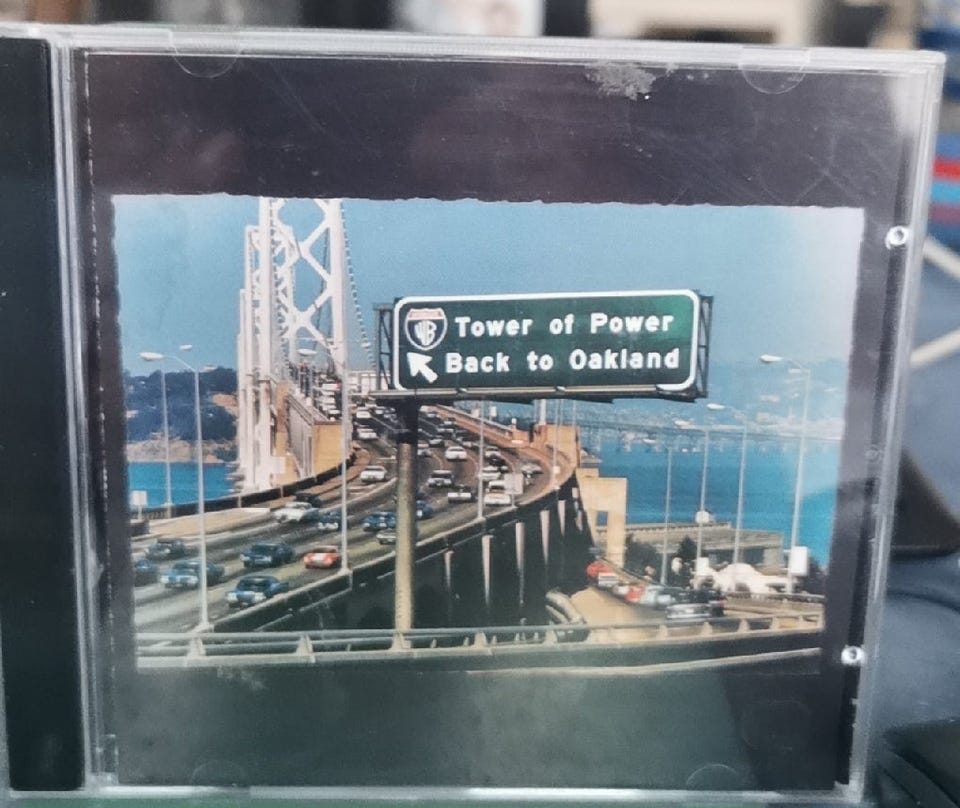 WB
Tower of Power
Back to Oakland